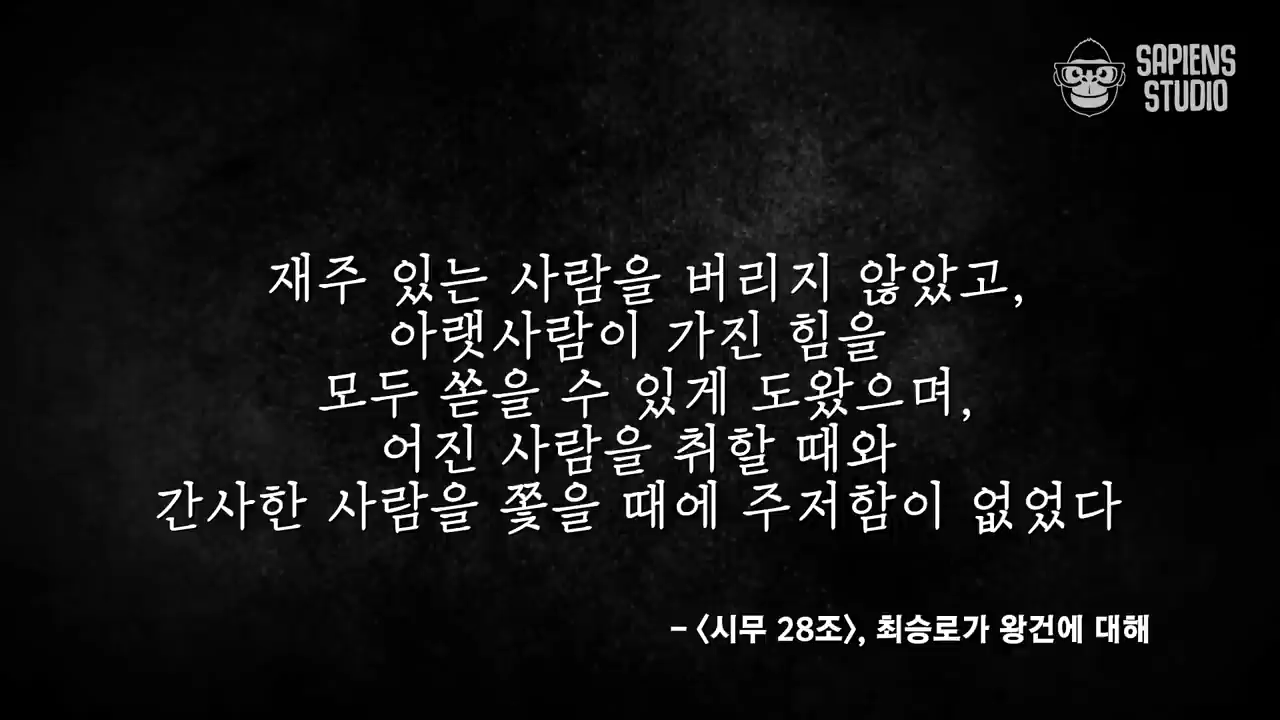 SAPIENS
STUDIO
재주 있는 사람을 버리지 않았고,
아랫사람이 가진 힘을
모두 쏟을 수 있게 도왔으며,
어진 사람을 취할 때와
간사한 사람을 쫓을 때에 주저함이 없었다
– 〈시무 28조〉, 최승로가 왕건에 대해